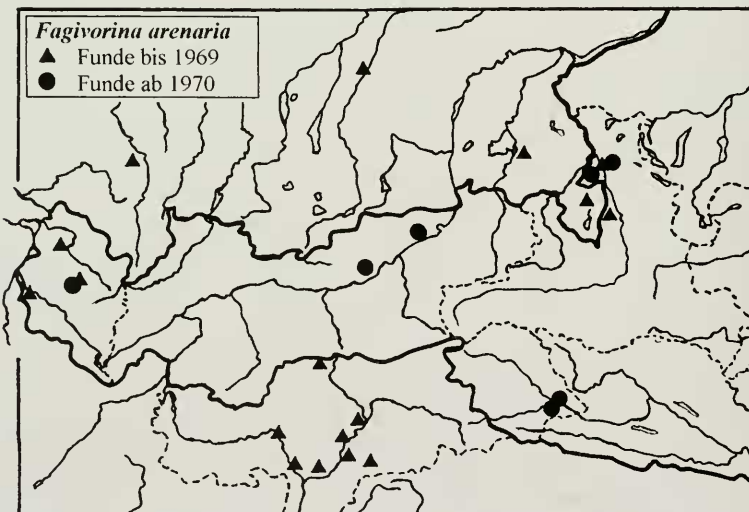 Fagivorina arenaria
▲ Funde bis 1969
● Funde ab 1970